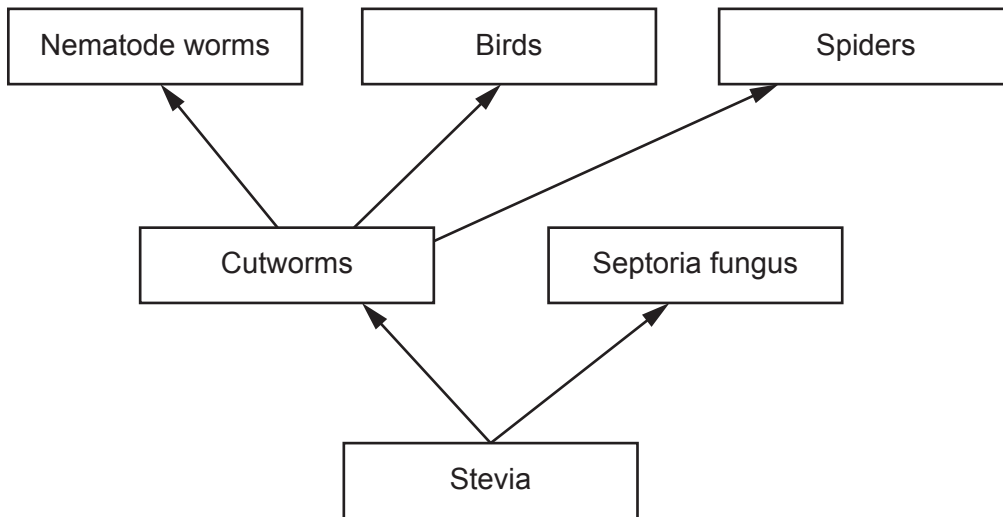 Nematode worms
Birds
Spiders
Cutworms
Septoria fungus
Stevia